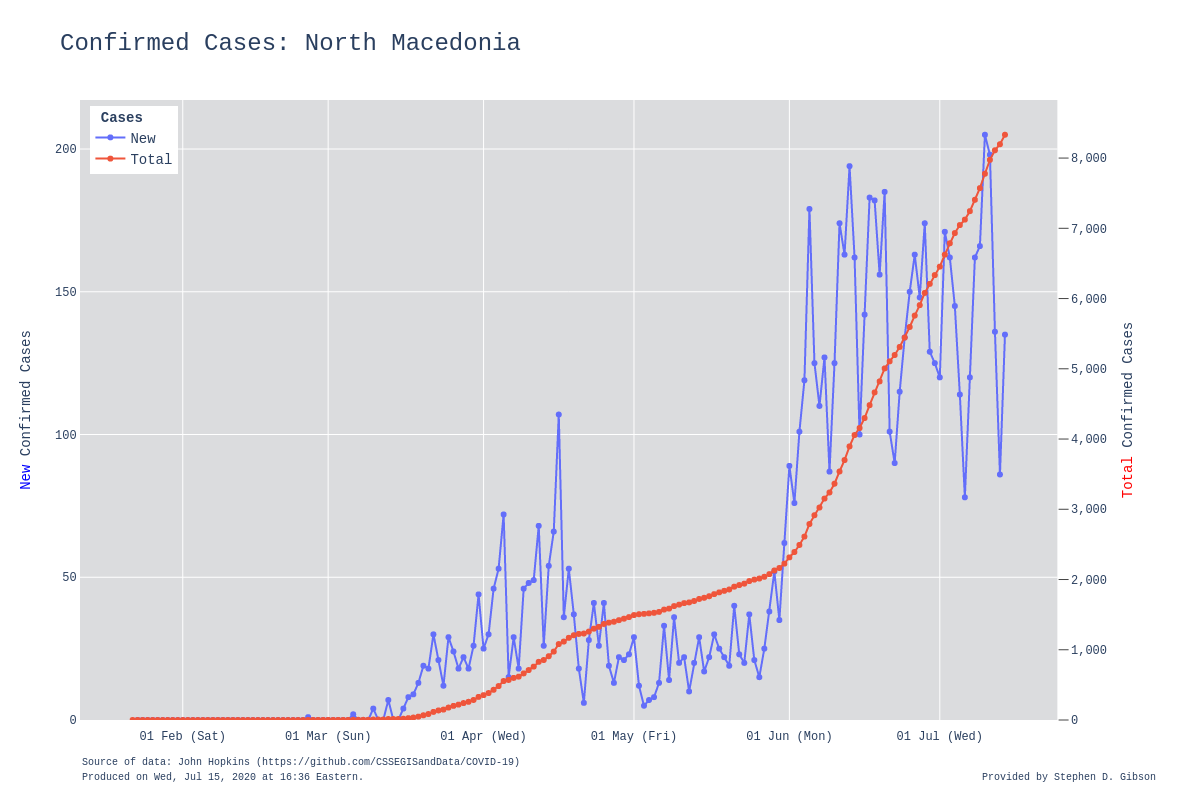 Confirmed Cases: North Macedonia
Cases
New
Total
200
150
100
50
0
8,000
7,000
6,000
5,000
4,000
3,000
2,000
1,000
0
New Confirmed Cases
Total Confirmed Cases
01 Feb (Sat)
01 Mar (Sun)
01 Apr (Wed)
01 May (Fri)
01 Jun (Mon)
01 Jul (Wed)
Source of data: John Hopkins (https://github.com/CSSEGISandData/COVID-19)
Produced on Wed, Jul 15, 2020 at 16:36 Eastern.
Provided by Stephen D. Gibson